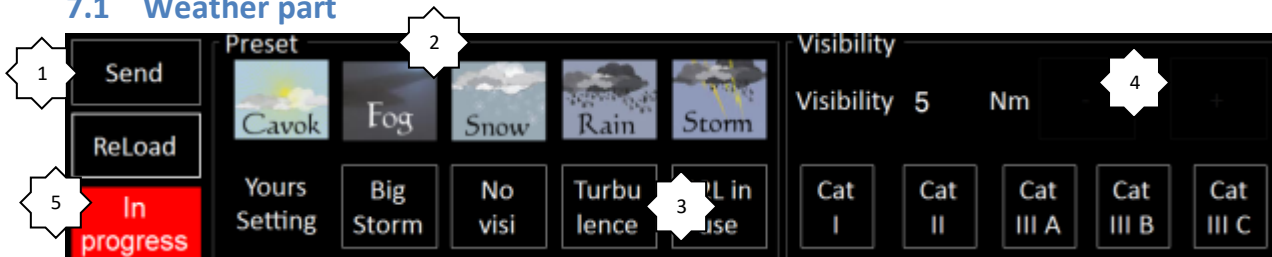 7.1 Weather part
1
Send
ReLoad
5
In
progress
Preset
2
Cavok
Fog
Snow
Rain
Storm
Yours
Setting
Big
Storm
No
visi
Turbu
lence
3
in
Visibility
4
Visibility 5 Nm - +
Cat
I
Cat
II
Cat
III A
Cat
III B
Cat
III C